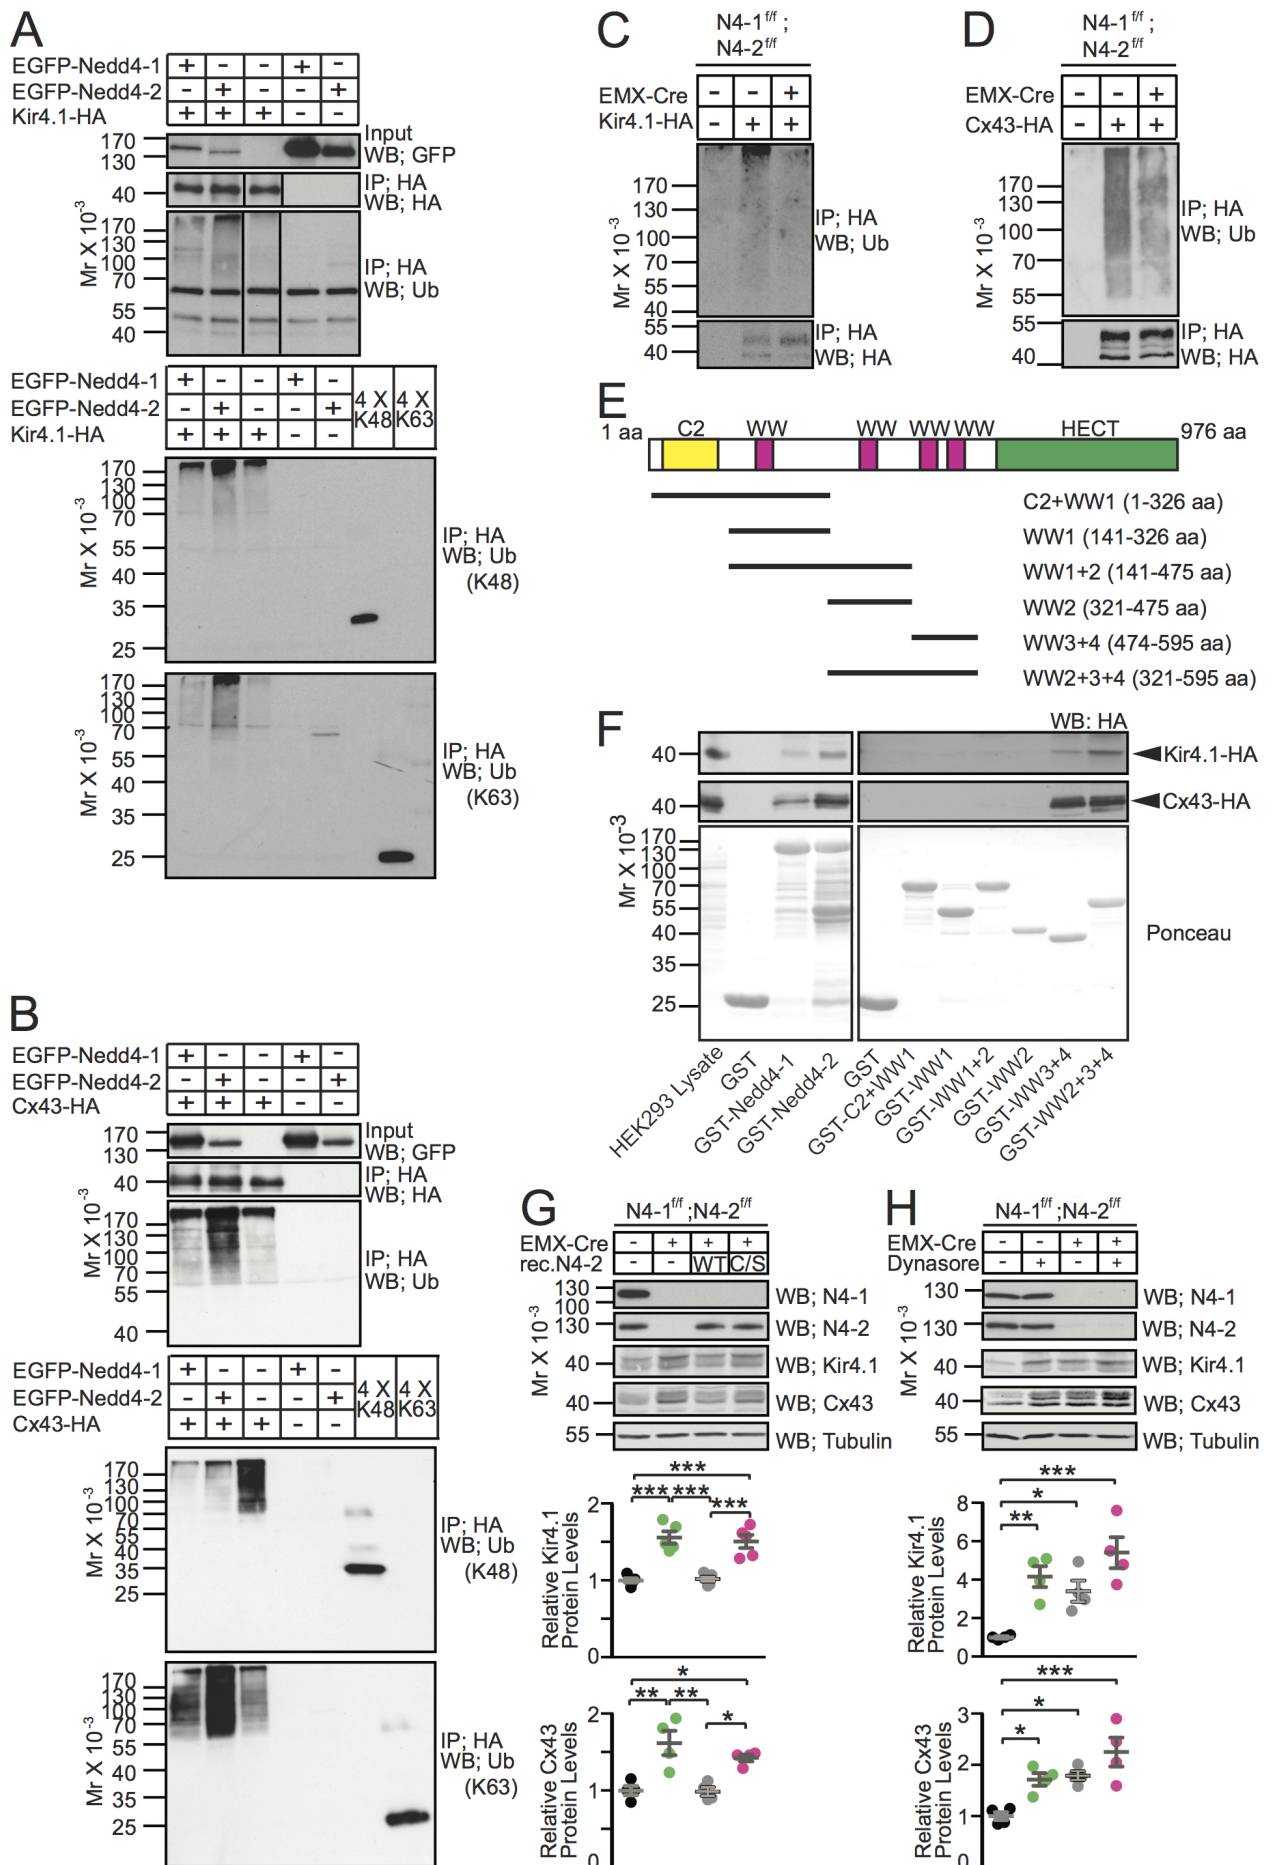 A
EGFP-Nedd4-1 + - - + -
EGFP-Nedd4-2 - + - - +
Kir4.1-HA + + + - -
170
130
Input
WB; GFP
40
IP; HA
WB; HA
Mr X 10-3
170
130
100
70
55
40
IP; HA
WB; Ub
EGFP-Nedd4-1 + - - + -
EGFP-Nedd4-2 - + - - +
Kir4.1-HA + + + - -
4 X K48
4 X K63
Mr X 10-3
170
130
100
70
55
40
35
25
IP; HA
WB; Ub
(K48)
Mr X 10-3
170
130
100
70
55
40
35
25
IP; HA
WB; Ub
(K63)
B
EGFP-Nedd4-1 + - - + -
EGFP-Nedd4-2 - + - - +
Cx43-HA + + + - -
170
130
Input
WB; GFP
40
IP; HA
WB; HA
Mr X 10-3
170
130
100
70
55
40
IP; HA
WB; Ub
EGFP-Nedd4-1 + - - + -
EGFP-Nedd4-2 - + - - +
Cx43-HA + + + - -
4 X K48
4 X K63
Mr X 10-3
170
130
100
70
55
40
35
25
IP; HA
WB; Ub
(K48)
Mr X 10-3
170
130
100
70
55
40
35
25
IP; HA
WB; Ub
(K63)
C
N4-1f/f ;
N4-2f/f
EMX-Cre - - +
Kir4.1-HA - + +
Mr X 10-3
170
130
100
70
55
40
IP; HA
WB; Ub
55
40
IP; HA
WB; HA
D
N4-1f/f ;
N4-2f/f
EMX-Cre - - +
Cx43-HA - + +
Mr X 10-3
170
130
100
70
55
IP; HA
WB; Ub
55
40
IP; HA
WB; HA
E
1 aa C2 WW WW WW WW HECT 976 aa
C2+WW1 (1-326 aa)
WW1 (141-326 aa)
WW1+2 (141-475 aa)
WW2 (321-475 aa)
WW3+4 (474-595 aa)
WW2+3+4 (321-595 aa)
F
WB: HA
40 Kir4.1-HA
40 Cx43-HA
Mr X 10-3
170
130
100
70
55
40
35
25
Ponceau
HEK293 Lysate
GST
GST-Nedd4-1
GST-Nedd4-2
GST
GST-C2+WW1
GST-WW1
GST-WW1+2
GST-WW2
GST-WW3+4
GST-WW2+3+4
G
N4-1f/f ;N4-2f/f
EMX-Cre - + + +
rec.N4-2 - - WT C/S
Mr X 10-3
130
100
WB; N4-1
130 WB; N4-2
40 WB; Kir4.1
40 WB; Cx43
55 WB; Tubulin
Relative Kir4.1
Protein Levels
2
1
0
***
*** ***
***
Relative Cx43
Protein Levels
2
1
0
*
** **
*
H
N4-1f/f ;N4-2f/f
EMX-Cre - - + +
Dynasore - + - +
Mr X 10-3
130 WB; N4-1
130 WB; N4-2
40 WB; Kir4.1
40 WB; Cx43
55 WB; Tubulin
Relative Kir4.1
Protein Levels
8
6
4
2
0
***
*
**
Relative Cx43
Protein Levels
3
2
1
0
***
*
*